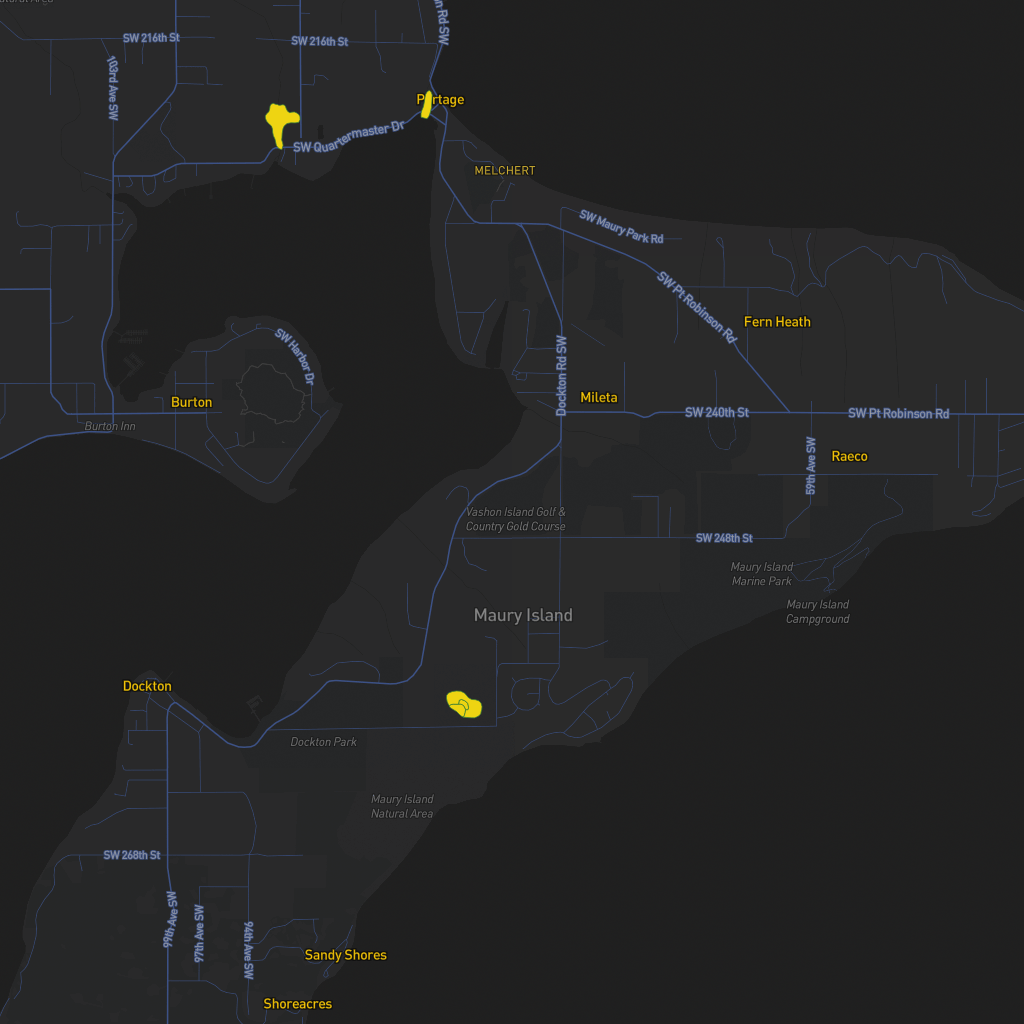 n Rd SW
SW 216th St
SW 216th St
103rd Ave SW
Portage
SW Quartermaster Dr
MELCHERT
SW Maury Park Rd
SW Pt Robinson Rd
Fern Heath
SW Harbor Dr
Dockton Rd SW
Burton
Mileta
SW 240th St
SW Pt Robinson Rd
Burton Inn
59th Ave SW
Raeco
Vashon Island Golf &
Country Gold Course
SW 248th St
Maury Island
Marine Park
Maury Island
Campground
Maury Island
Dockton
Dockton Park
Maury Island
Natural Area
SW 268th St
99th Ave SW
97th Ave SW
94th Ave SW
Sandy Shores
Shoreacres